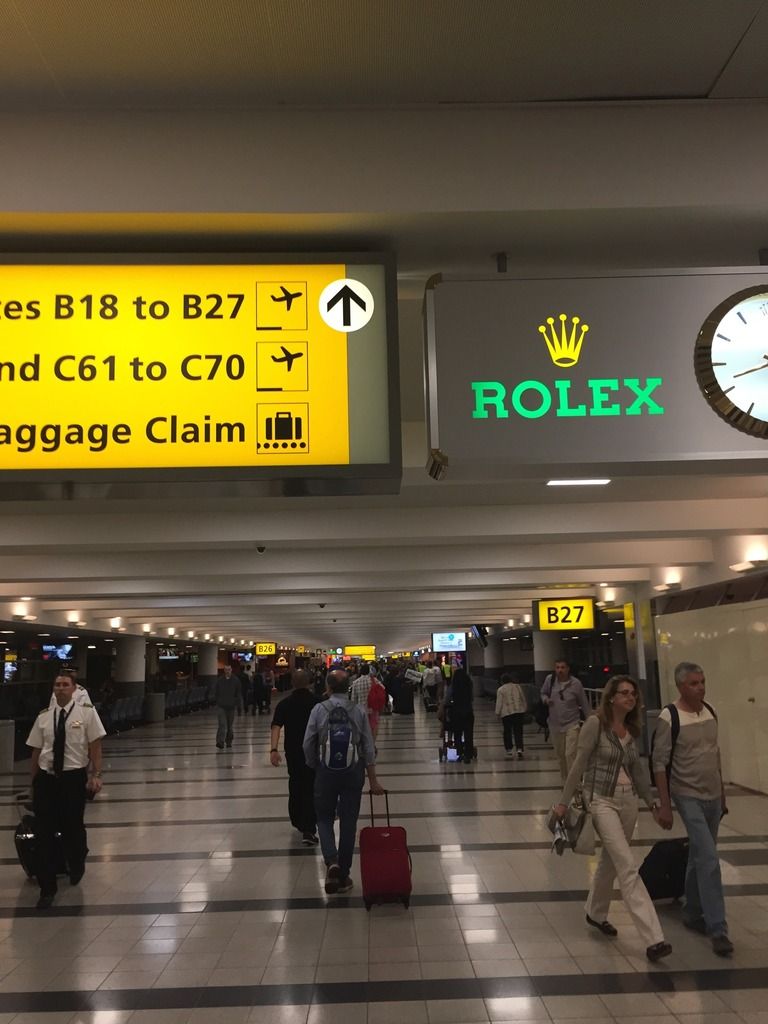 es B18 to B27
nd C61 to C70
aggage Claim
ROLEX
B27
B26